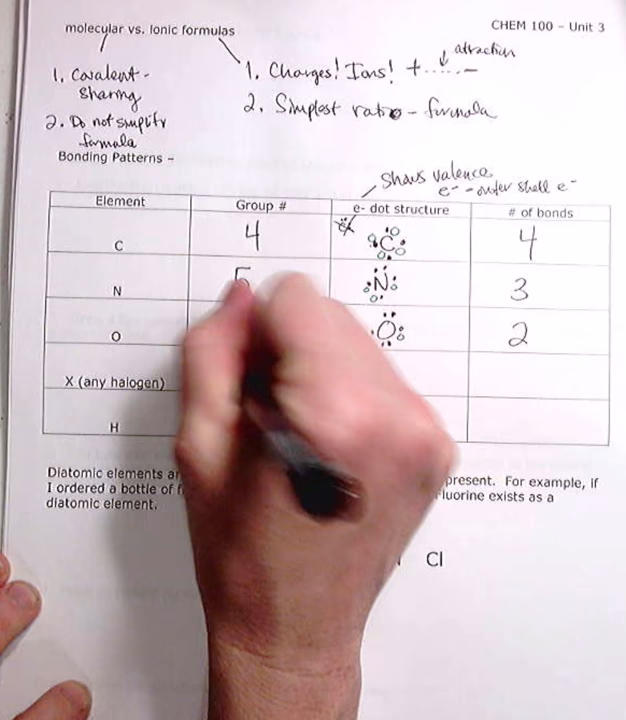 molecular vs. Ionic formulas
CHEM 100 - Unit 3
attraction
1. Covalent -
sharing
2. Do not simplify
formula
1. Charges! Ions! + ...... -
2. Simplest ratio - formula
Bonding Patterns -
Shows valence
e- - outer shell e-
Element Group # e- dot structure # of bonds
C 4 C 4
N 5 N 3
O O 2
X (any halogen)
H
Diatomic elements present. For example, if
I ordered a bottle of luorine exists as a
diatomic element.
Cl